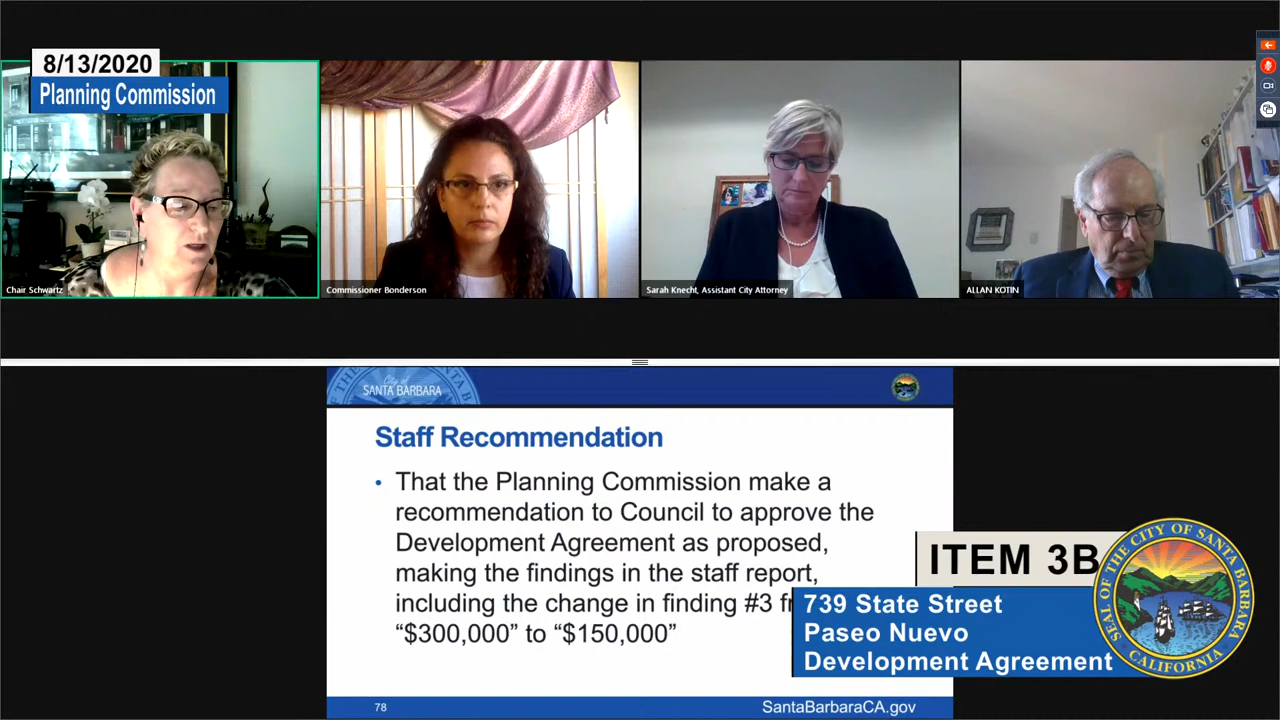 8/13/2020
Planning Commission
Chair Schwartz
Commissioner Bonderson
Sarah Knecht, Assistant City Attorney
ALLAN KOTIN
City of
SANTA BARBARA
Staff Recommendation
• That the Planning Commission make a
recommendation to Council to approve the
Development Agreement as proposed,
making the findings in the staff report,
including the change in finding #3 f
“$300,000” to “$150,000”
78
SantaBarbaraCA.gov
ITEM 3B
739 State Street
Paseo Nuevo
Development Agreement
SEAL OF THE CITY OF SANTA BARBARA
CALIFORNIA